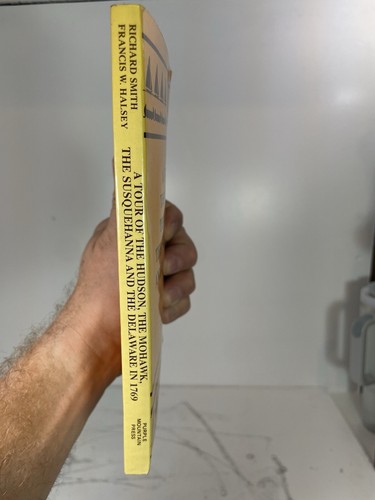 RICHARD SMITH
FRANCIS W. HALSEY
A TOUR OF THE HUDSON, THE MOHAWK,
THE SUSQUEHANNA AND THE DELAWARE IN 1769
PURPLE
MOUNTAIN
PRESS